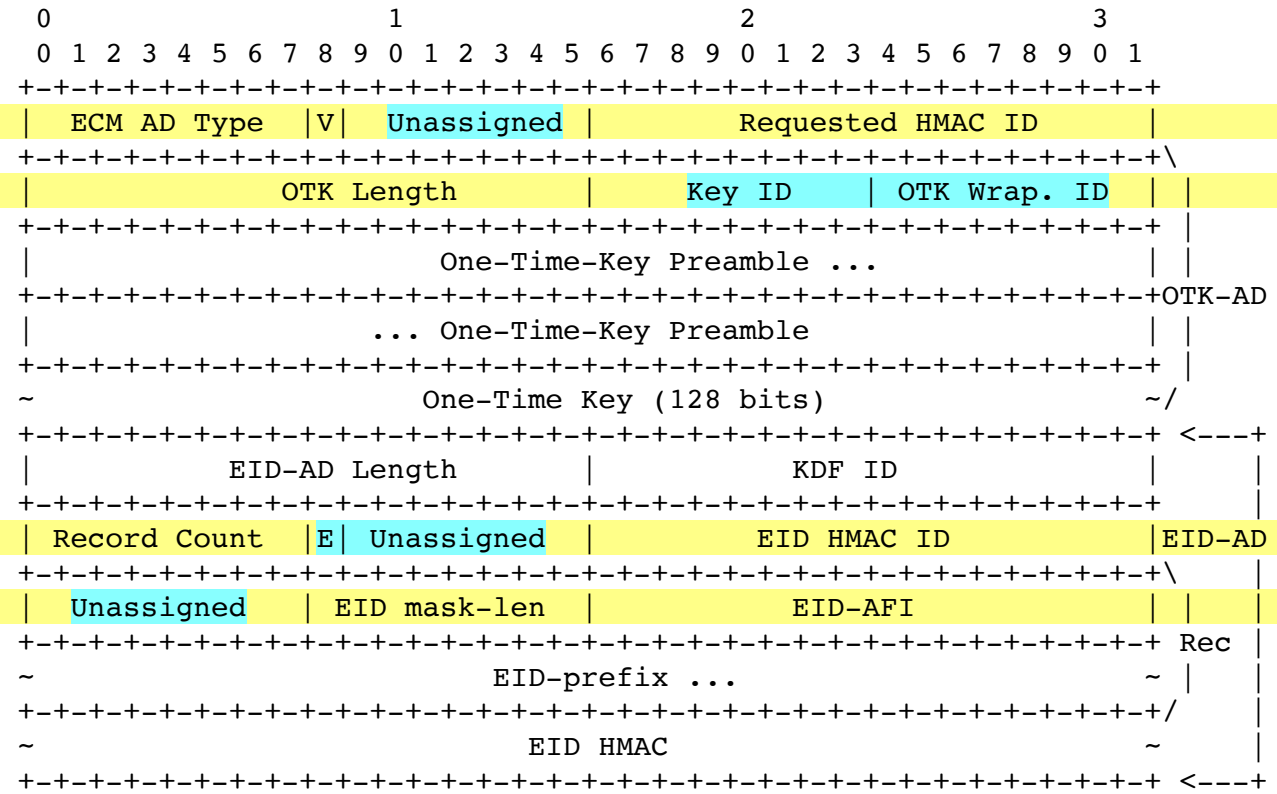 0                   1                   2                   3
 0 1 2 3 4 5 6 7 8 9 0 1 2 3 4 5 6 7 8 9 0 1 2 3 4 5 6 7 8 9 0 1
+-+-+-+-+-+-+-+-+-+-+-+-+-+-+-+-+-+-+-+-+-+-+-+-+-+-+-+-+-+-+-+-+
|  ECM AD Type  |V|  Unassigned |        Requested HMAC ID      |
+-+-+-+-+-+-+-+-+-+-+-+-+-+-+-+-+-+-+-+-+-+-+-+-+-+-+-+-+-+-+-+-+\
|              OTK Length       |     Key ID    | OTK Wrap. ID  | |
+-+-+-+-+-+-+-+-+-+-+-+-+-+-+-+-+-+-+-+-+-+-+-+-+-+-+-+-+-+-+-+-+ |
|                       One-Time-Key Preamble ...               | |
+-+-+-+-+-+-+-+-+-+-+-+-+-+-+-+-+-+-+-+-+-+-+-+-+-+-+-+-+-+-+-+-+OTK-AD
|                   ... One-Time-Key Preamble                   | |
+-+-+-+-+-+-+-+-+-+-+-+-+-+-+-+-+-+-+-+-+-+-+-+-+-+-+-+-+-+-+-+-+ |
~                      One-Time Key (128 bits)                  ~/
+-+-+-+-+-+-+-+-+-+-+-+-+-+-+-+-+-+-+-+-+-+-+-+-+-+-+-+-+-+-+-+-+ <---+
|           EID-AD Length       |           KDF ID              |     |
+-+-+-+-+-+-+-+-+-+-+-+-+-+-+-+-+-+-+-+-+-+-+-+-+-+-+-+-+-+-+-+-+     |
| Record Count  |E| Unassigned  |         EID HMAC ID           |EID-AD
+-+-+-+-+-+-+-+-+-+-+-+-+-+-+-+-+-+-+-+-+-+-+-+-+-+-+-+-+-+-+-+-+\    |
|  Unassigned   | EID mask-len  |           EID-AFI             | |   |
+-+-+-+-+-+-+-+-+-+-+-+-+-+-+-+-+-+-+-+-+-+-+-+-+-+-+-+-+-+-+-+-+ Rec |
~                          EID-prefix ...                       ~ |   |
+-+-+-+-+-+-+-+-+-+-+-+-+-+-+-+-+-+-+-+-+-+-+-+-+-+-+-+-+-+-+-+-+/    |
~                            EID HMAC                           ~     |
+-+-+-+-+-+-+-+-+-+-+-+-+-+-+-+-+-+-+-+-+-+-+-+-+-+-+-+-+-+-+-+-+ <---+